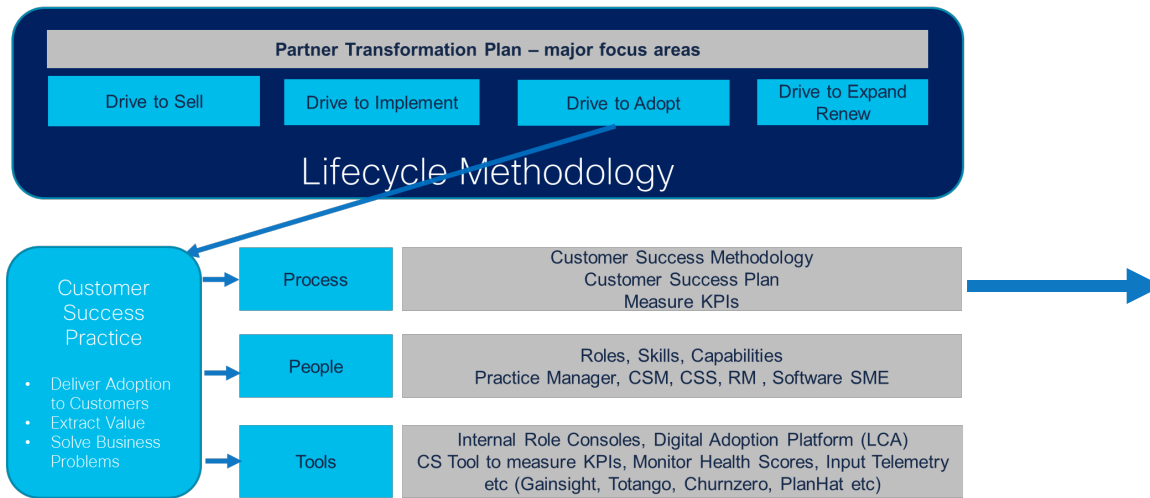 Partner Transformation Plan – major focus areas
Drive to Sell
Drive to Implement
Drive to Adopt
Drive to Expand
Renew
Lifecycle Methodology
Customer
Success
Practice
• Deliver Adoption
to Customers
• Extract Value
• Solve Business
Problems
Process
Customer Success Methodology
Customer Success Plan
Measure KPIs
People
Roles, Skills, Capabilities
Practice Manager, CSM, CSS, RM , Software SME
Tools
Internal Role Consoles, Digital Adoption Platform (LCA)
CS Tool to measure KPIs, Monitor Health Scores, Input Telemetry
etc (Gainsight, Totango, Churnzero, PlanHat etc)